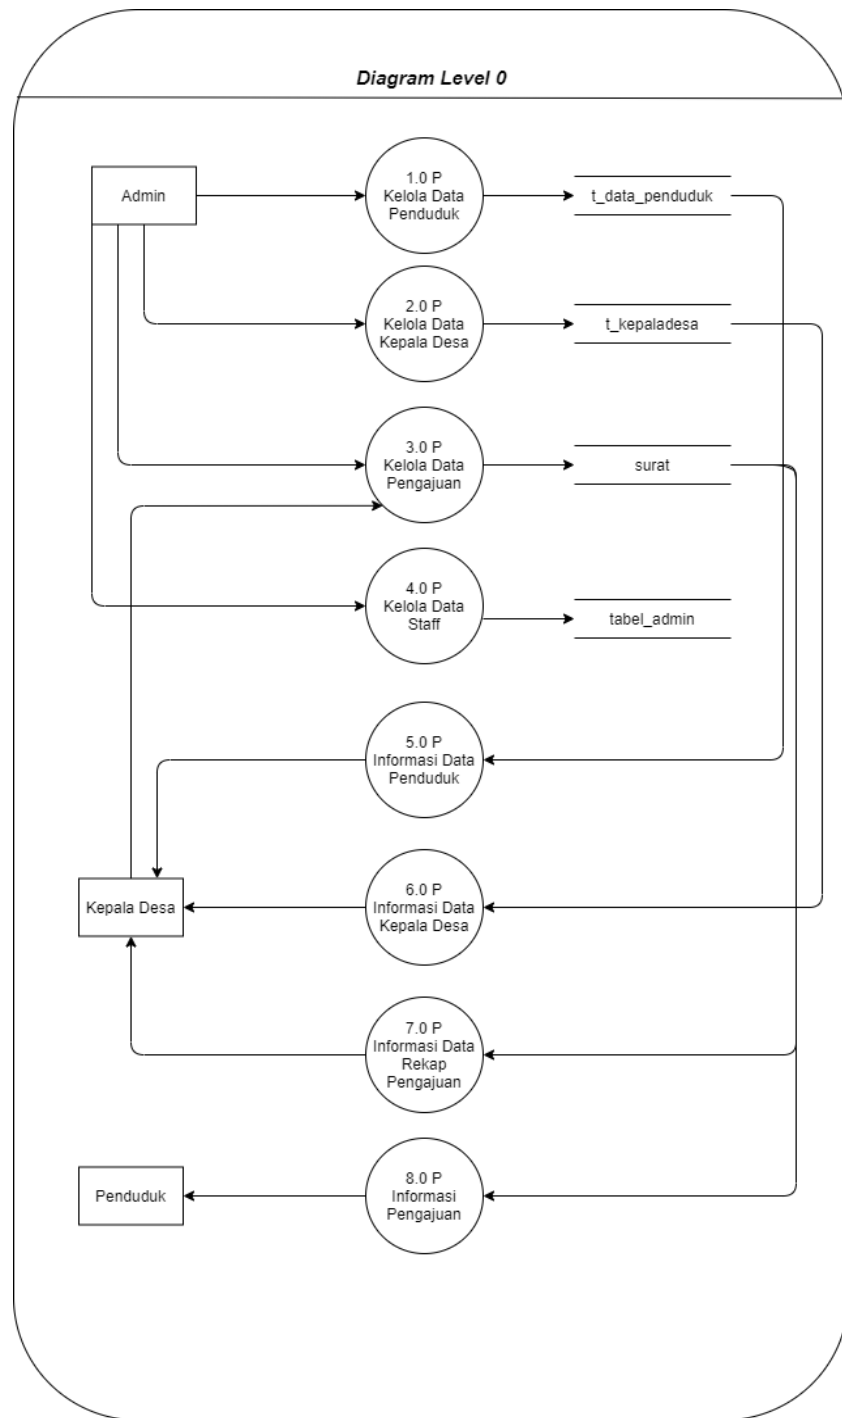 Diagram Level 0
Admin
1.0 P
Kelola Data
Penduduk
t_data_penduduk
2.0 P
Kelola Data
Kepala Desa
t_kepaladesa
3.0 P
Kelola Data
Pengajuan
surat
4.0 P
Kelola Data
Staff
tabel_admin
5.0 P
Informasi Data
Penduduk
Kepala Desa
6.0 P
Informasi Data
Kepala Desa
7.0 P
Informasi Data
Rekap
Pengajuan
Penduduk
8.0 P
Informasi
Pengajuan